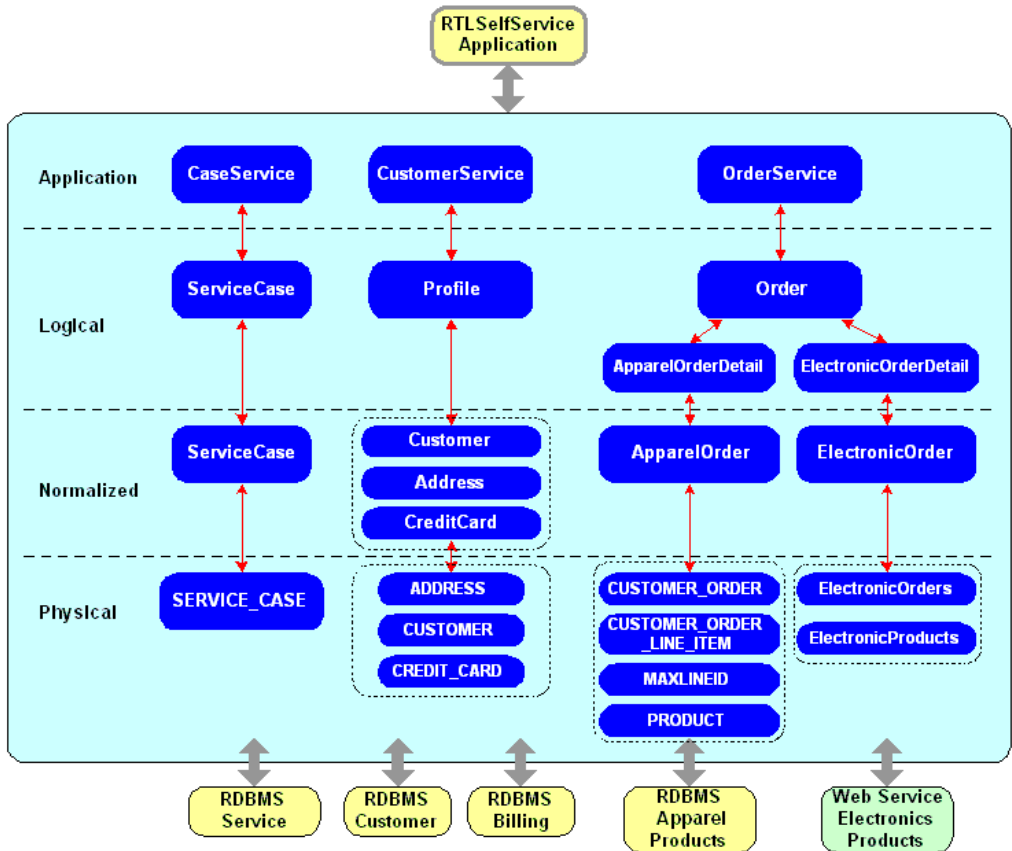 RTLSelfService
Application
Application
CaseService
CustomerService
OrderService
LogIcal
ServiceCase
Profile
Order
ApparelOrderDetail
ElectronicOrderDetail
Normalized
ServiceCase
Customer
Address
CreditCard
ApparelOrder
ElectronicOrder
PhysIcal
SERVICE_CASE
ADDRESS
CUSTOMER
CREDIT_CARD
CUSTOMER_ORDER
CUSTOMER_ORDER
_LINE_ITEM
MAXLINEID
PRODUCT
ElectronicOrders
ElectronicProducts
RDBMS
Service
RDBMS
Customer
RDBMS
Billing
RDBMS
Apparel
Products
Web Service
Electronics
Products